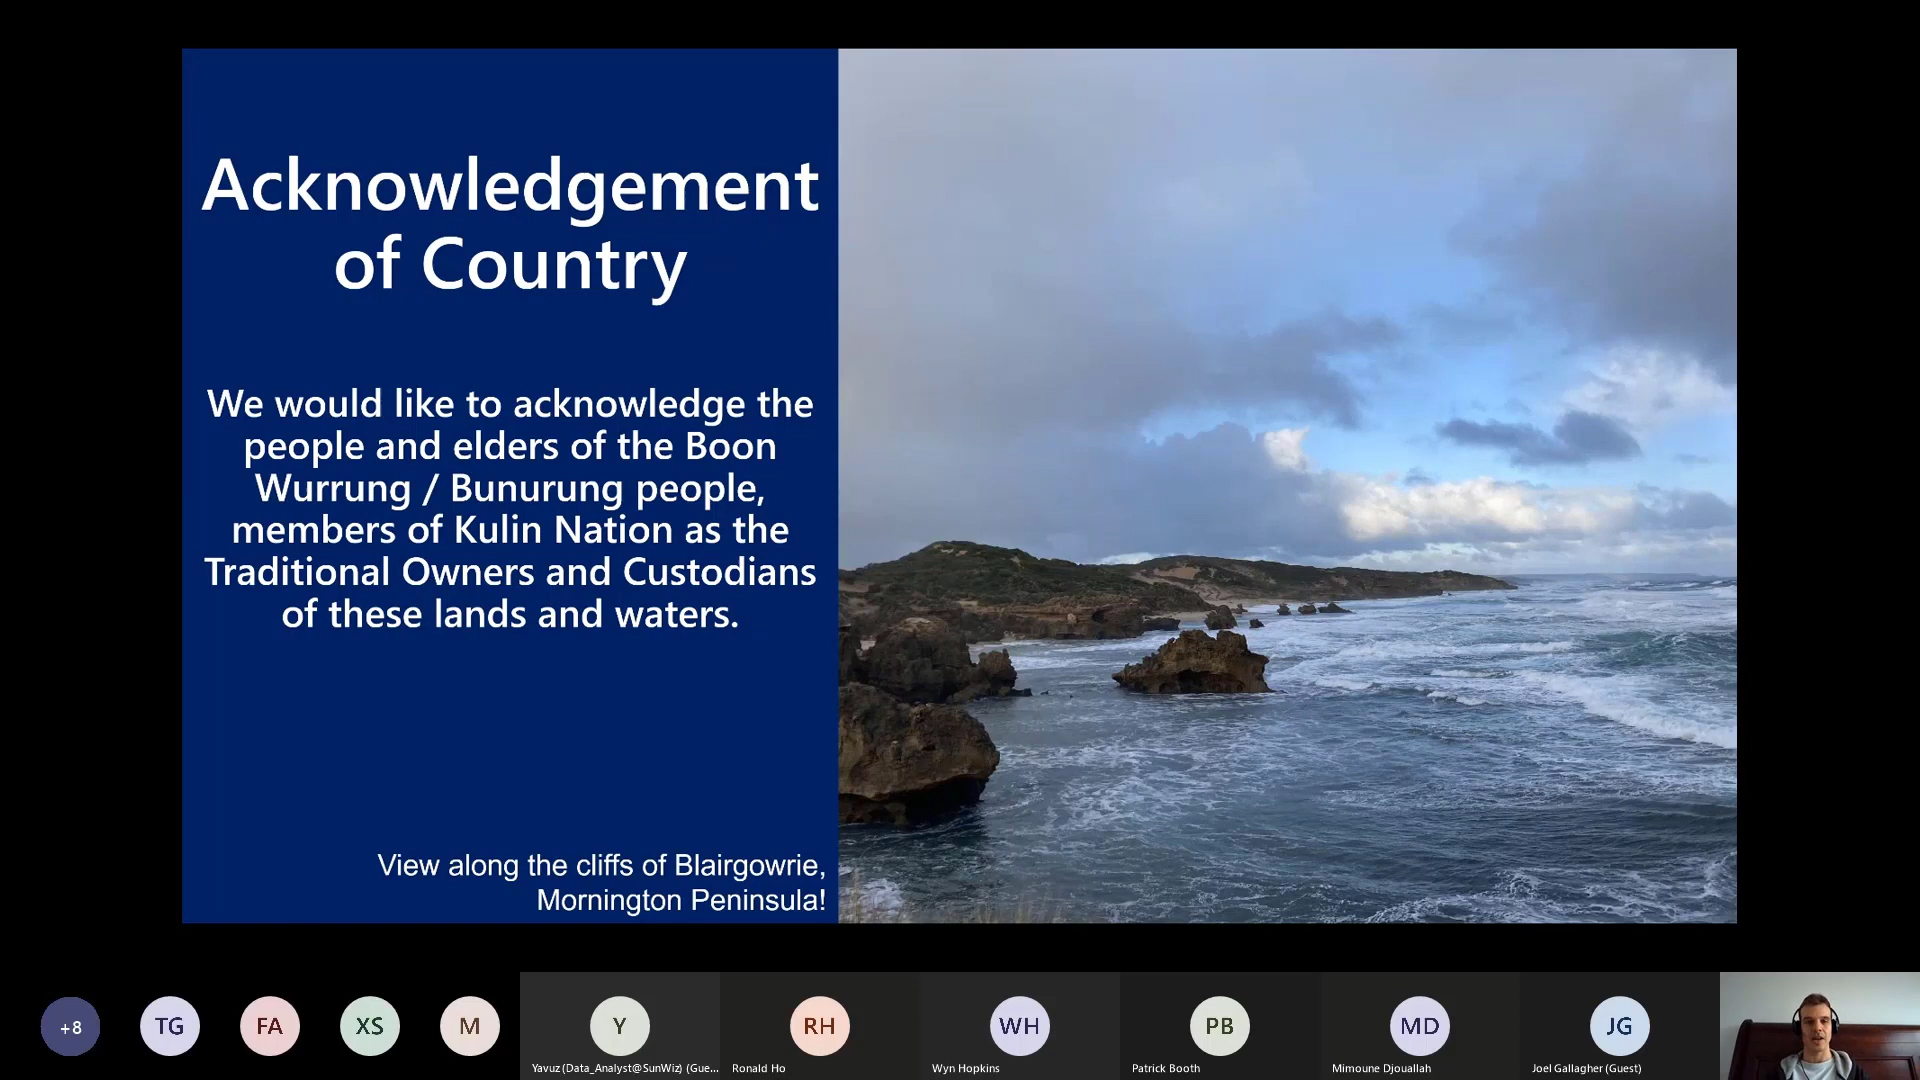 Acknowledgement
of Country
We would like to acknowledge the
people and elders of the Boon
Wurrung / Bunurung people,
members of Kulin Nation as the
Traditional Owners and Custodians
of these lands and waters.
View along the cliffs of Blairgowrie,
Mornington Peninsula!
+8
TG
FA
XS
M
Y
RH
WH
PB
MD
JG
Yavuz (Data_Analyst@SunWiz) (Gue...
Ronald Ho
Wyn Hopkins
Patrick Booth
Mimoune Djouallah
Joel Gallagher (Guest)